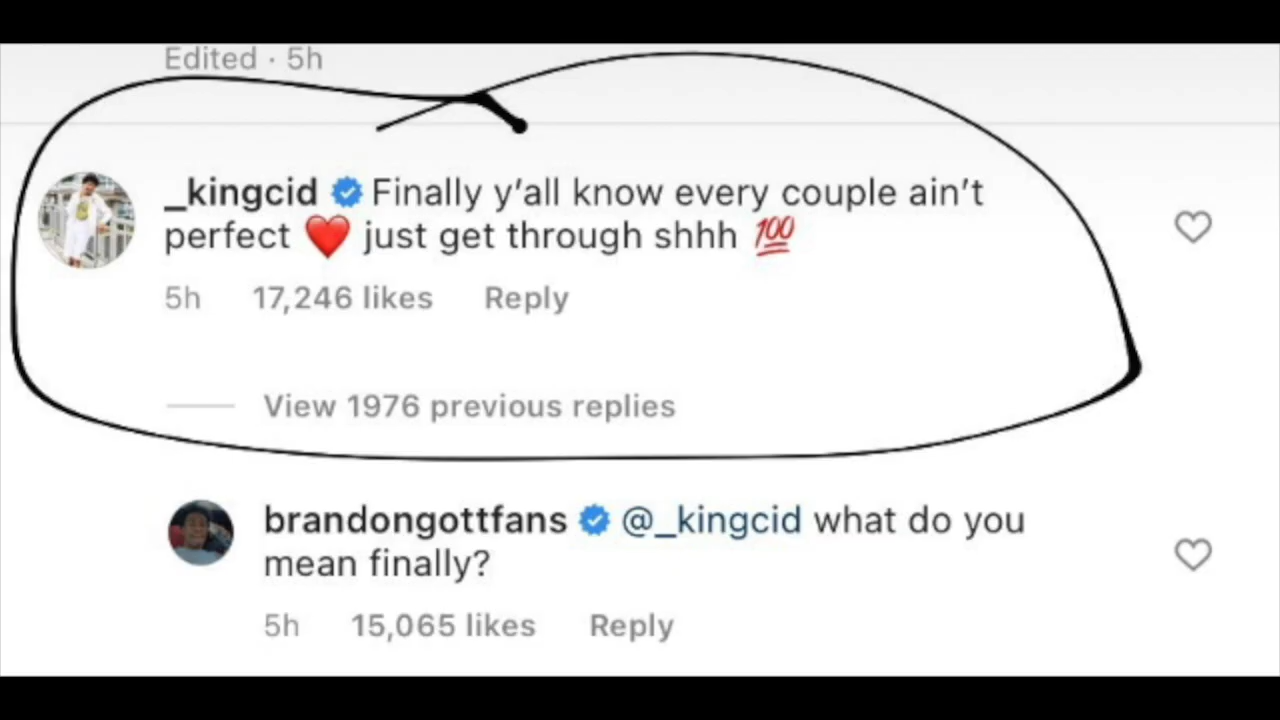 Edited · 5h
_kingcid Finally y’all know every couple ain’t
perfect ❤️ just get through shhh 💯
5h 17,246 likes Reply
View 1976 previous replies
brandongottfans @_kingcid what do you
mean finally?
5h 15,065 likes Reply